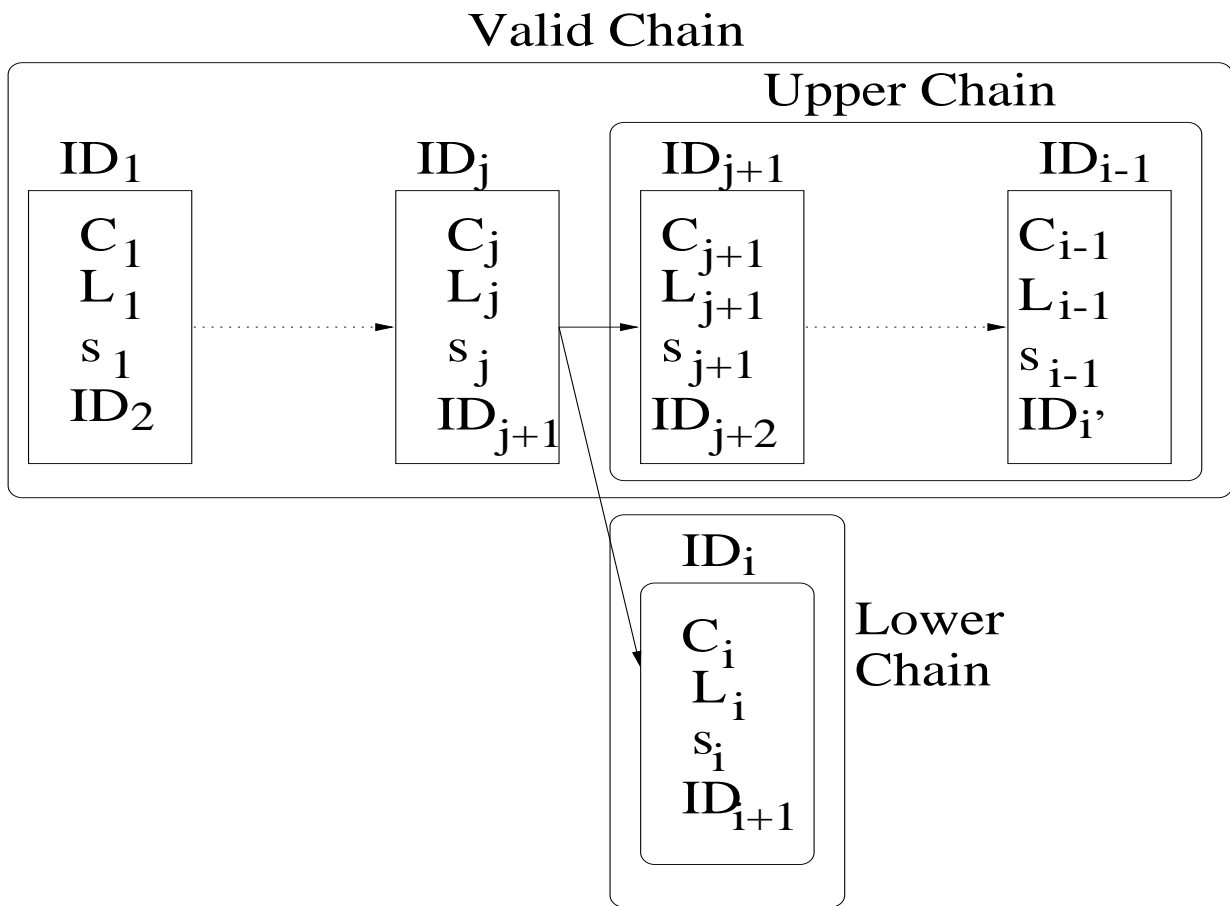 Valid Chain
Upper Chain
ID₁
C₁
L₁
s₁
ID₂
IDⱼ
Cⱼ
Lⱼ
sⱼ
IDⱼ₊₁
IDⱼ₊₁
Cⱼ₊₁
Lⱼ₊₁
sⱼ₊₁
IDⱼ₊₂
IDᵢ₋₁
Cᵢ₋₁
Lᵢ₋₁
sᵢ₋₁
IDᵢ’
IDᵢ
Cᵢ
Lᵢ
sᵢ
IDᵢ₊₁
Lower
Chain